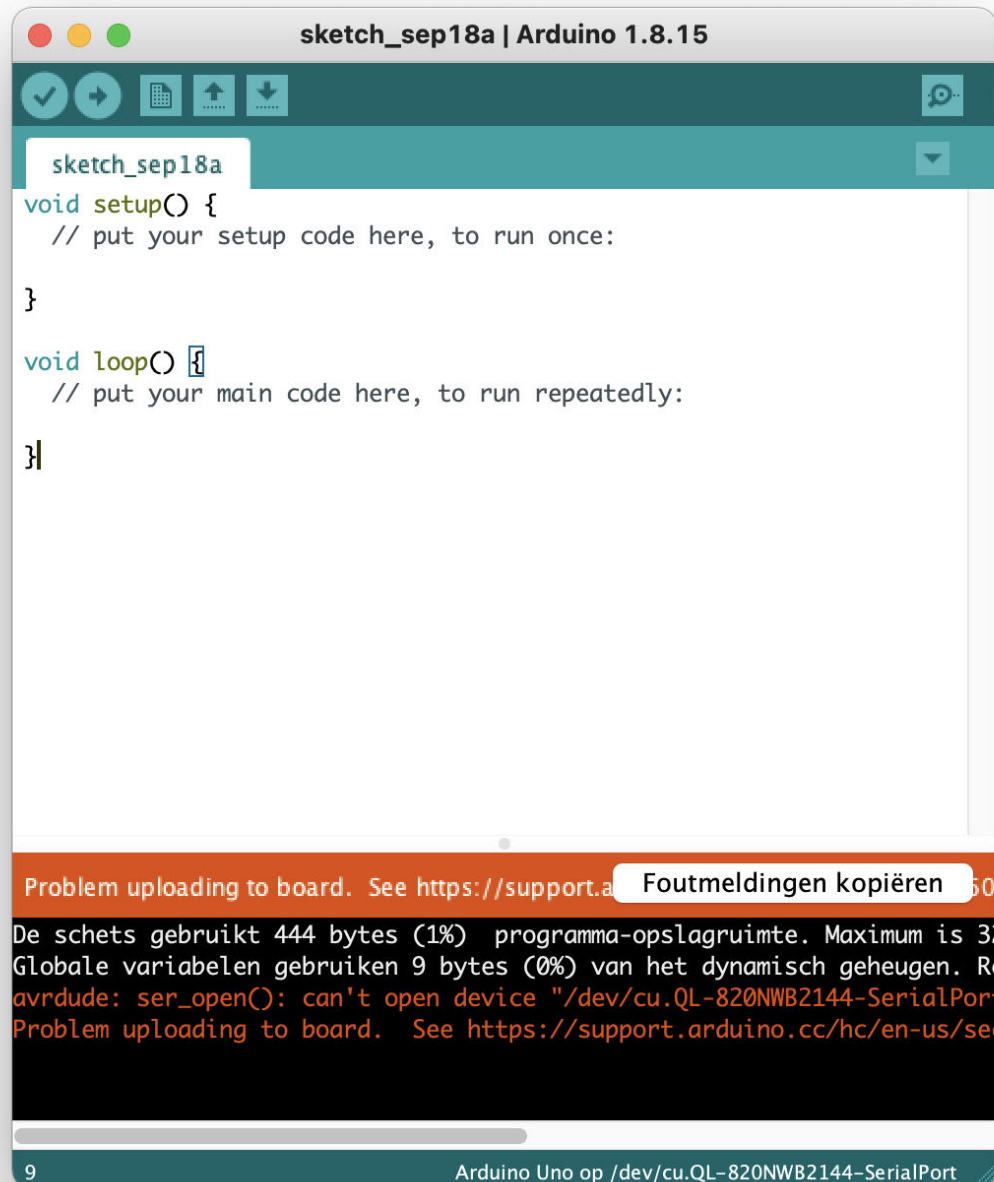 sketch_sep18a | Arduino 1.8.15
sketch_sep18a
void setup() {
  // put your setup code here, to run once:
}
void loop() {
  // put your main code here, to run repeatedly:
}
Problem uploading to board.  See https://support.a
Foutmeldingen kopiëren
De schets gebruikt 444 bytes (1%)  programma-opslagruimte. Maximum is 32
Globale variabelen gebruiken 9 bytes (0%) van het dynamisch geheugen. Re
avrdude: ser_open(): can't open device "/dev/cu.QL-820NWB2144-SerialPort
Problem uploading to board.  See https://support.arduino.cc/hc/en-us/sec
9
Arduino Uno op /dev/cu.QL-820NWB2144-SerialPort